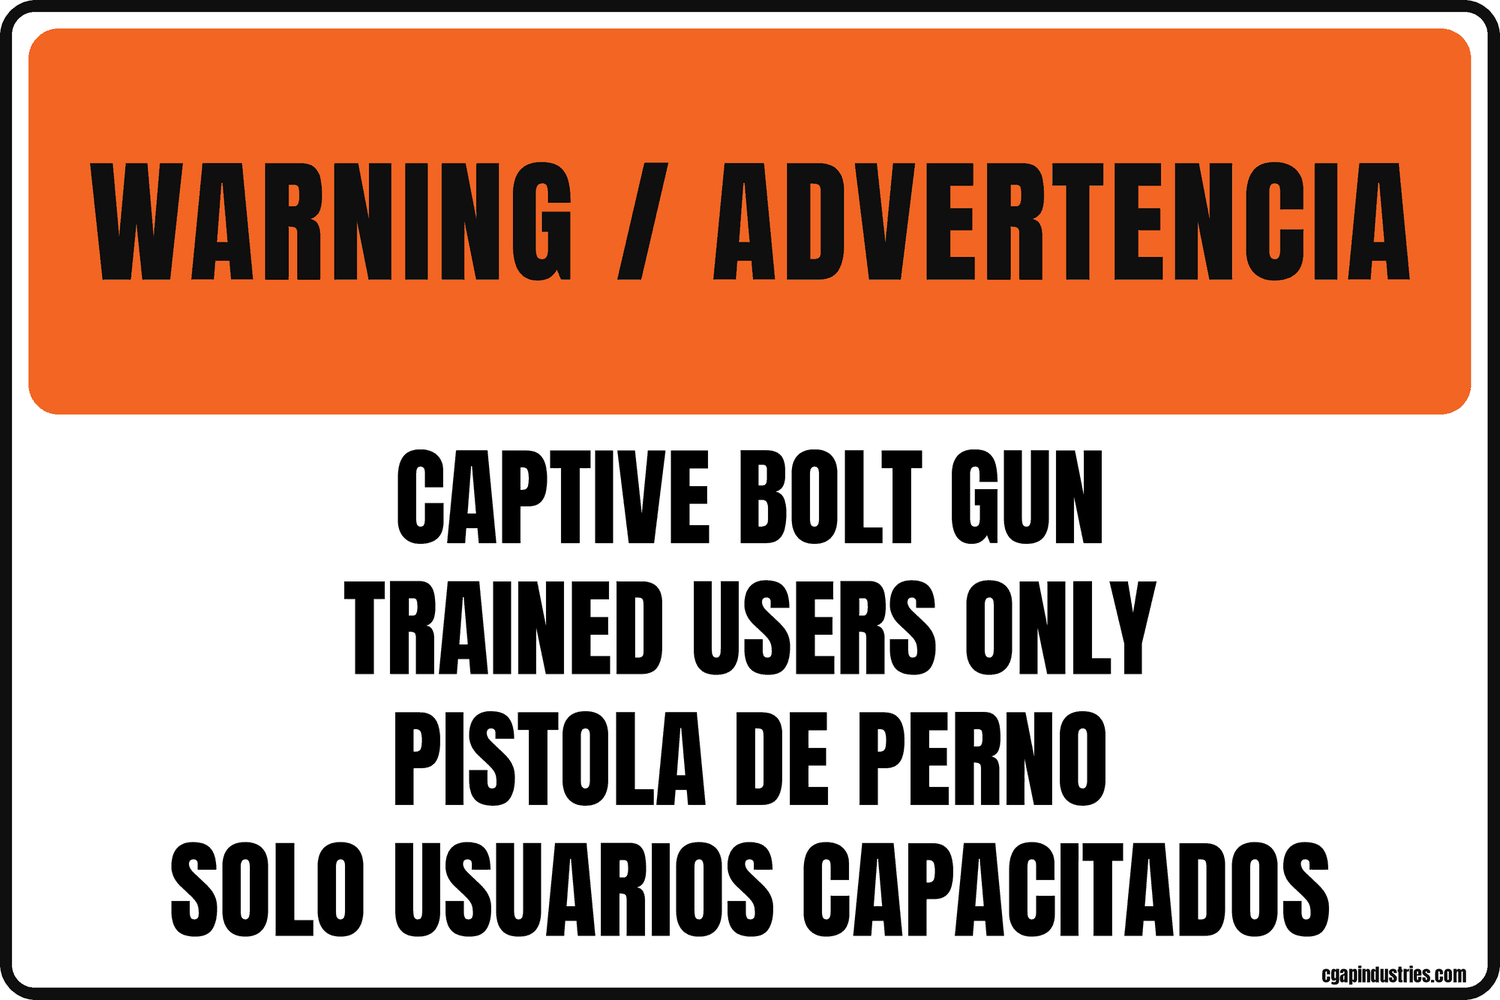 WARNING / ADVERTENCIA
CAPTIVE BOLT GUN
TRAINED USERS ONLY
PISTOLA DE PERNO
SOLO USUARIOS CAPACITADOS
cgapindustries.com